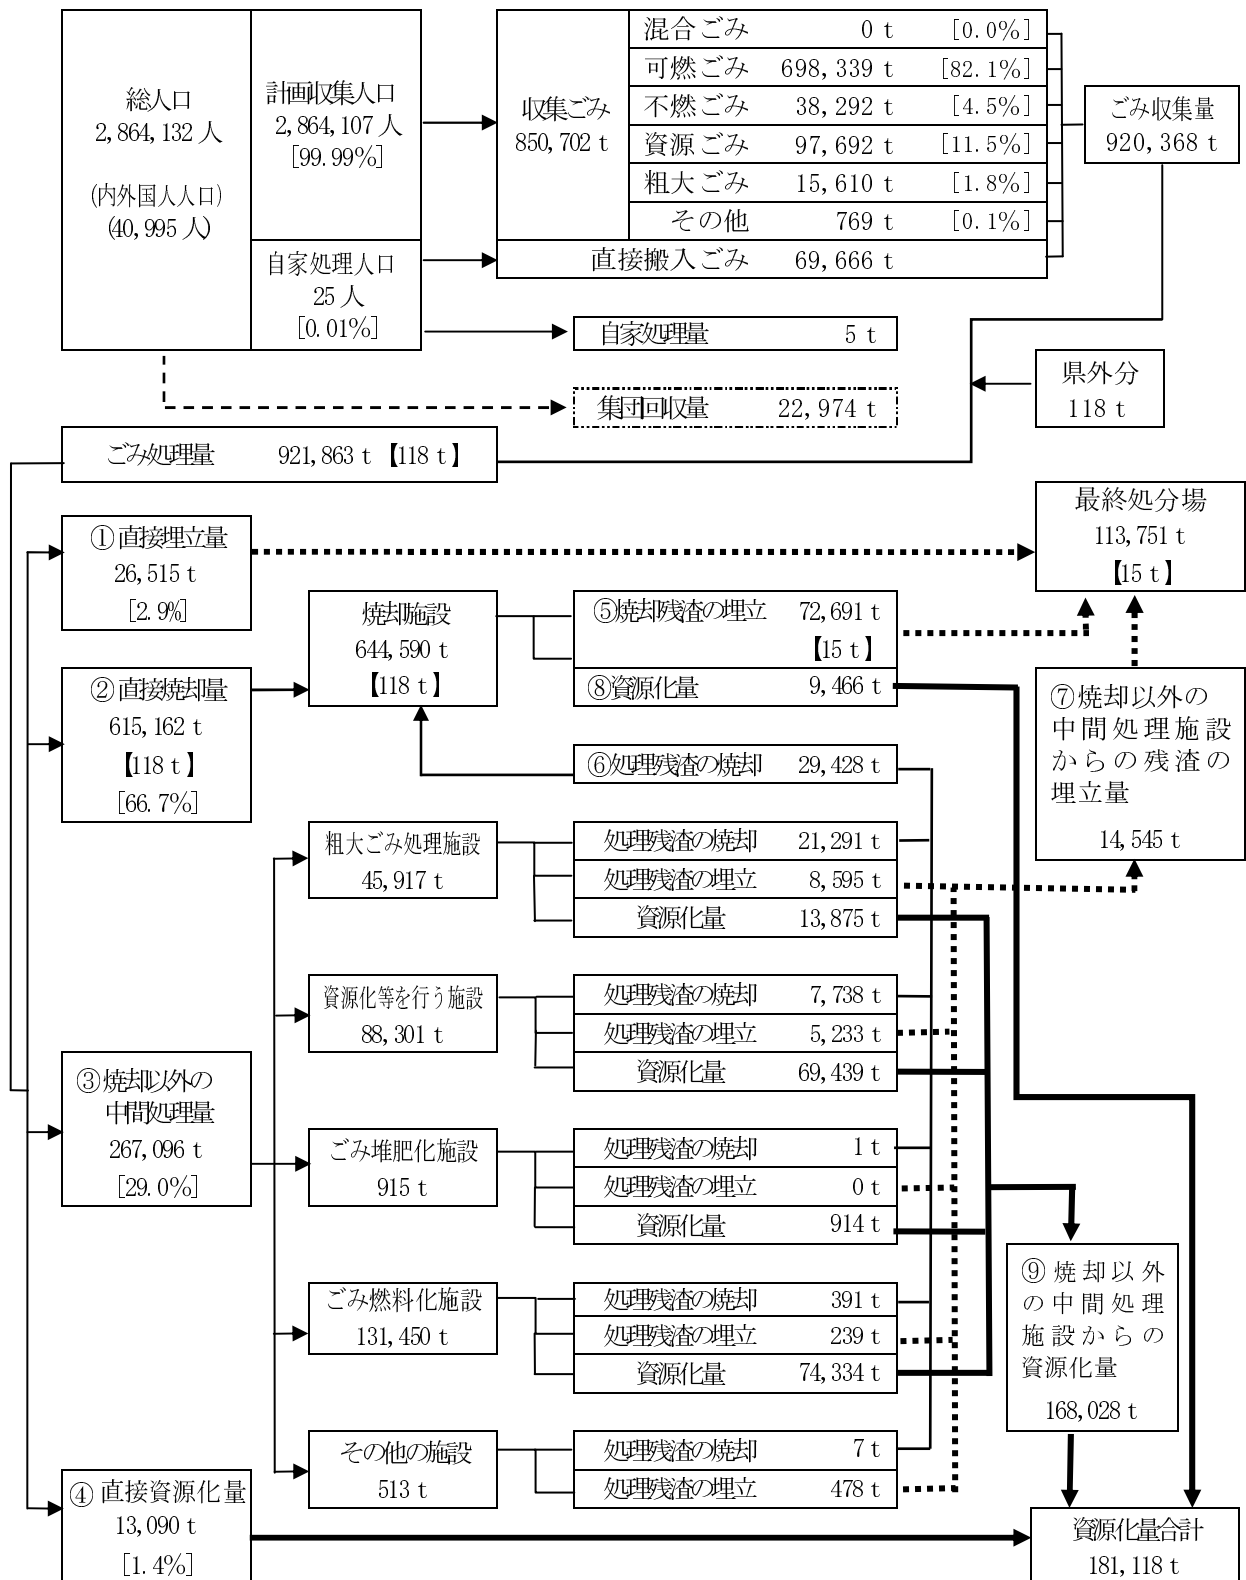 総人口
2,864,132 人
(内外国人人口)
(40,995 人)
計画収集人口
2,864,107 人
[99.99%]
自家処理人口
25 人
[0.01%]
収集ごみ
850,702 t
混合ごみ 0 t [0.0%]
可燃ごみ 698,339 t [82.1%]
不燃ごみ 38,292 t [4.5%]
資源ごみ 97,692 t [11.5%]
粗大ごみ 15,610 t [1.8%]
その他 769 t [0.1%]
直接搬入ごみ 69,666 t
ごみ収集量
920,368 t
自家処理量 5 t
県外分
118 t
集団回収量 22,974 t
ごみ処理量 921,863 t 【118 t】
①直接埋立量
26,515 t
[2.9%]
最終処分場
113,751 t
【15 t】
②直接焼却量
615,162 t
【118 t】
[66.7%]
焼却施設
644,590 t
【118 t】
⑤焼却残渣の埋立 72,691 t
【15 t】
⑧資源化量 9,466 t
⑥処理残渣の焼却 29,428 t
⑦焼却以外の
中間処理施設
からの残渣の
埋立量
14,545 t
粗大ごみ処理施設
45,917 t
処理残渣の焼却 21,291 t
処理残渣の埋立 8,595 t
資源化量 13,875 t
③焼却以外の
中間処理量
267,096 t
[29.0%]
資源化等を行う施設
88,301 t
処理残渣の焼却 7,738 t
処理残渣の埋立 5,233 t
資源化量 69,439 t
ごみ堆肥化施設
915 t
処理残渣の焼却 1 t
処理残渣の埋立 0 t
資源化量 914 t
ごみ燃料化施設
131,450 t
処理残渣の焼却 391 t
処理残渣の埋立 239 t
資源化量 74,334 t
⑨焼却以外
の中間処理
施設からの
資源化量
168,028 t
その他の施設
513 t
処理残渣の焼却 7 t
処理残渣の埋立 478 t
④直接資源化量
13,090 t
[1.4%]
資源化量合計
181,118 t